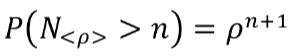 P(N_{<ρ>} > n) = ρ^{n+1}